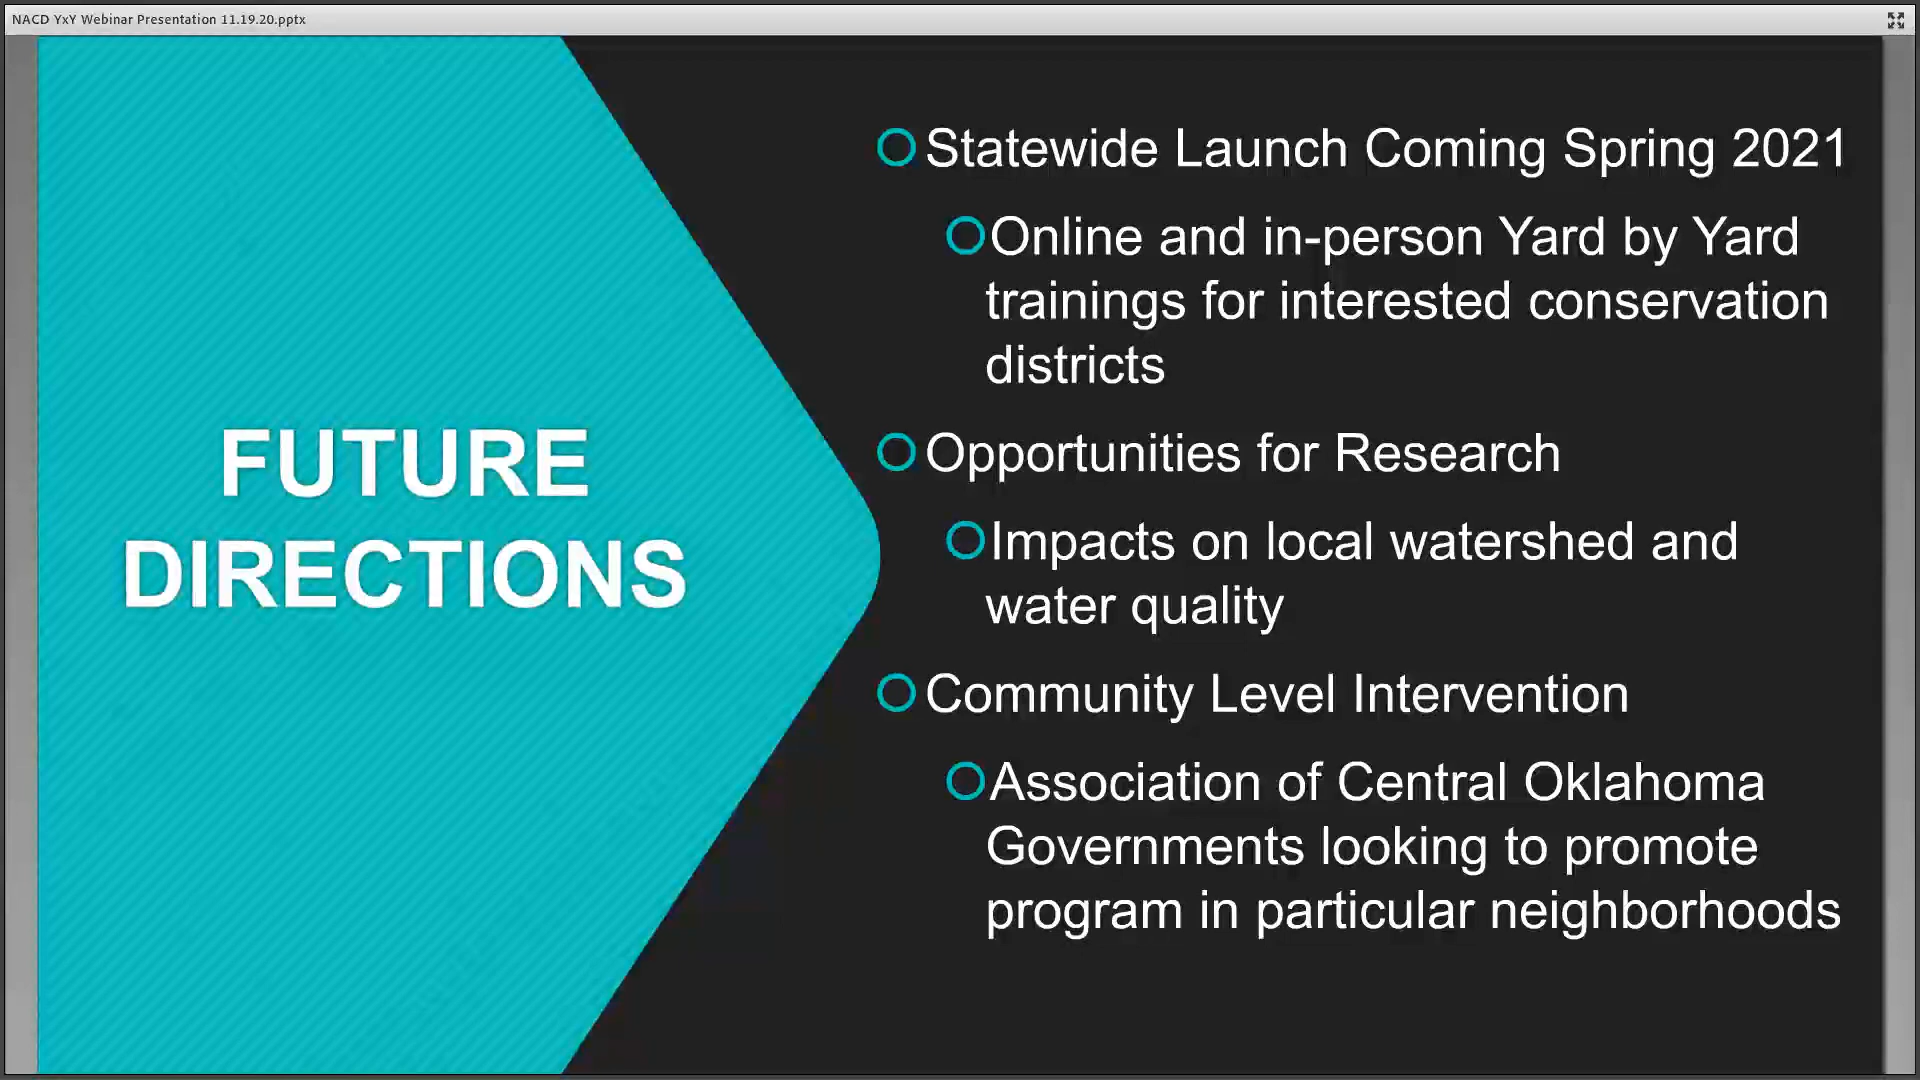 NACD YxY Webinar Presentation 11.19.20.pptx
FUTURE
DIRECTIONS
Statewide Launch Coming Spring 2021
Online and in-person Yard by Yard
trainings for interested conservation
districts
Opportunities for Research
Impacts on local watershed and
water quality
Community Level Intervention
Association of Central Oklahoma
Governments looking to promote
program in particular neighborhoods